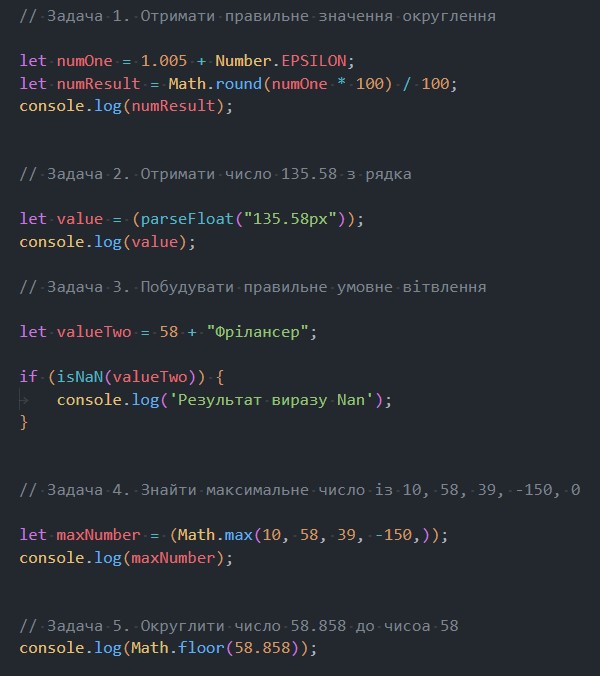 // Задача 1. Отримати правильне значення округлення
let numOne = 1.005 + Number.EPSILON;
let numResult = Math.round(numOne * 100) / 100;
console.log(numResult);
// Задача 2. Отримати число 135.58 з рядка
let value = (parseFloat("135.58px"));
console.log(value);
// Задача 3. Побудувати правильне умовне вітвлення
let valueTwo = 58 + "Фрілансер";
if (isNaN(valueTwo)) {
console.log('Результат виразу Nan');
}
// Задача 4. Знайти максимальне число із 10, 58, 39, -150, 0
let maxNumber = (Math.max(10, 58, 39, -150,));
console.log(maxNumber);
// Задача 5. Округлити число 58.858 до чисоа 58
console.log(Math.floor(58.858));